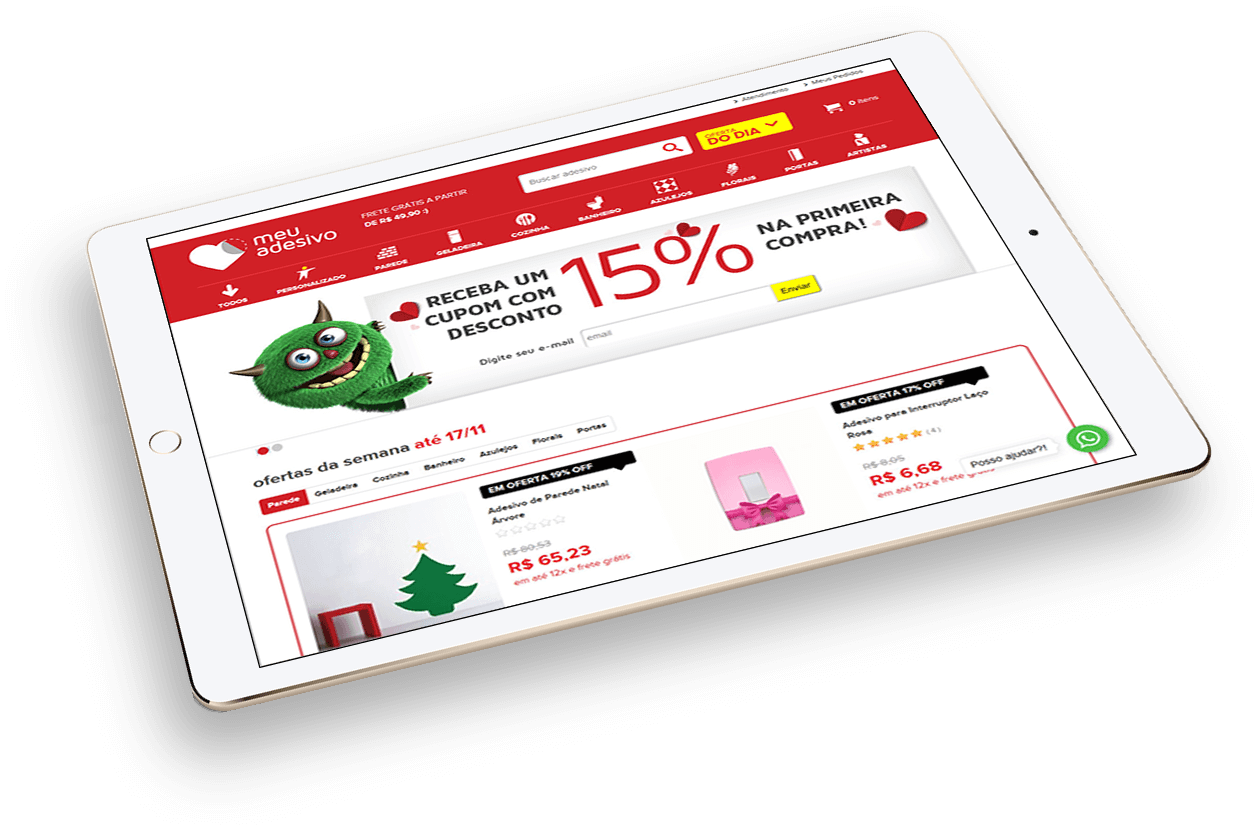 Atendimento
Meus Pedidos
meu
adesivo
FRETE GRÁTIS A PARTIR
DE R$ 49,90 :)
Buscar adesivo
OFERTA
DO DIA
0 itens
TODOS
PERSONALIZADO
PAREDE
GELADEIRA
COZINHA
BANHEIRO
AZULEJOS
FLORAIS
PORTAS
ARTISTAS
RECEBA UM
CUPOM COM
DESCONTO
15%
NA PRIMEIRA
COMPRA!
Digite seu e-mail
email
Enviar
ofertas da semana até 17/11
Parede
Geladeira
Cozinha
Banheiro
Azulejos
Florais
Portas
EM OFERTA 19% OFF
Adesivo de Parede Natal
Árvore
R$ 80,53
R$ 65,23
em até 12x e frete grátis
EM OFERTA 17% OFF
Adesivo para Interruptor Laço
Rosa
(4)
R$ 8,05
R$ 6,68
em até 12x e frete grátis
Posso ajudar?!